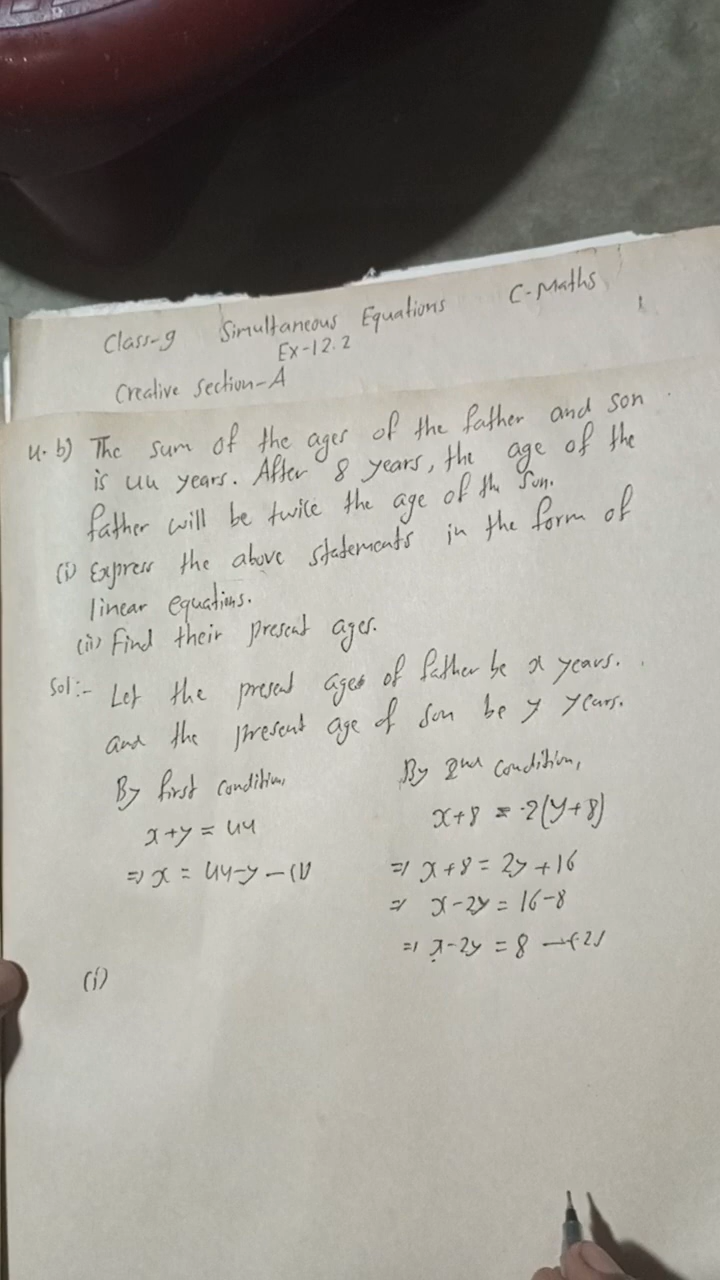 Class-9 Simultaneous Equations C-Maths
Ex-12.2
Creative Section-A
4. b) The sum of the ages of the father and son
is 44 years. After 8 years, the age of the
father will be twice the age of the son.
(i) Express the above statements in the form of
linear equations.
(ii) Find their present ages.
Sol:- Let the present ages of father be x years.
and the present age of son be y years.
By first condition,
x+y = 44
=> x = 44-y -(1)
By 2nd condition,
x+8 = 2(y+8)
=> x+8 = 2y+16
=> x-2y = 16-8
=> x-2y = 8 -(2)
(i)